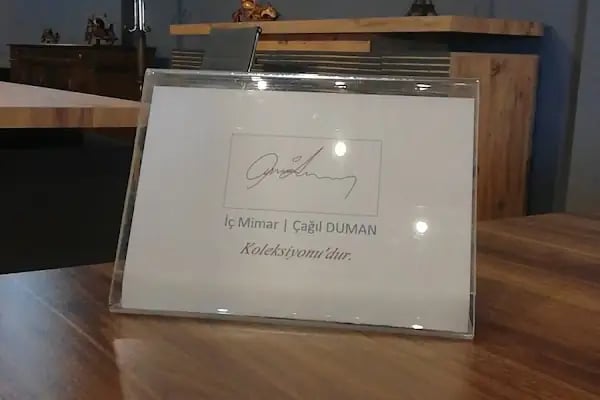 İç Mimar | Çağıl DUMAN
Koleksiyonu'dur.